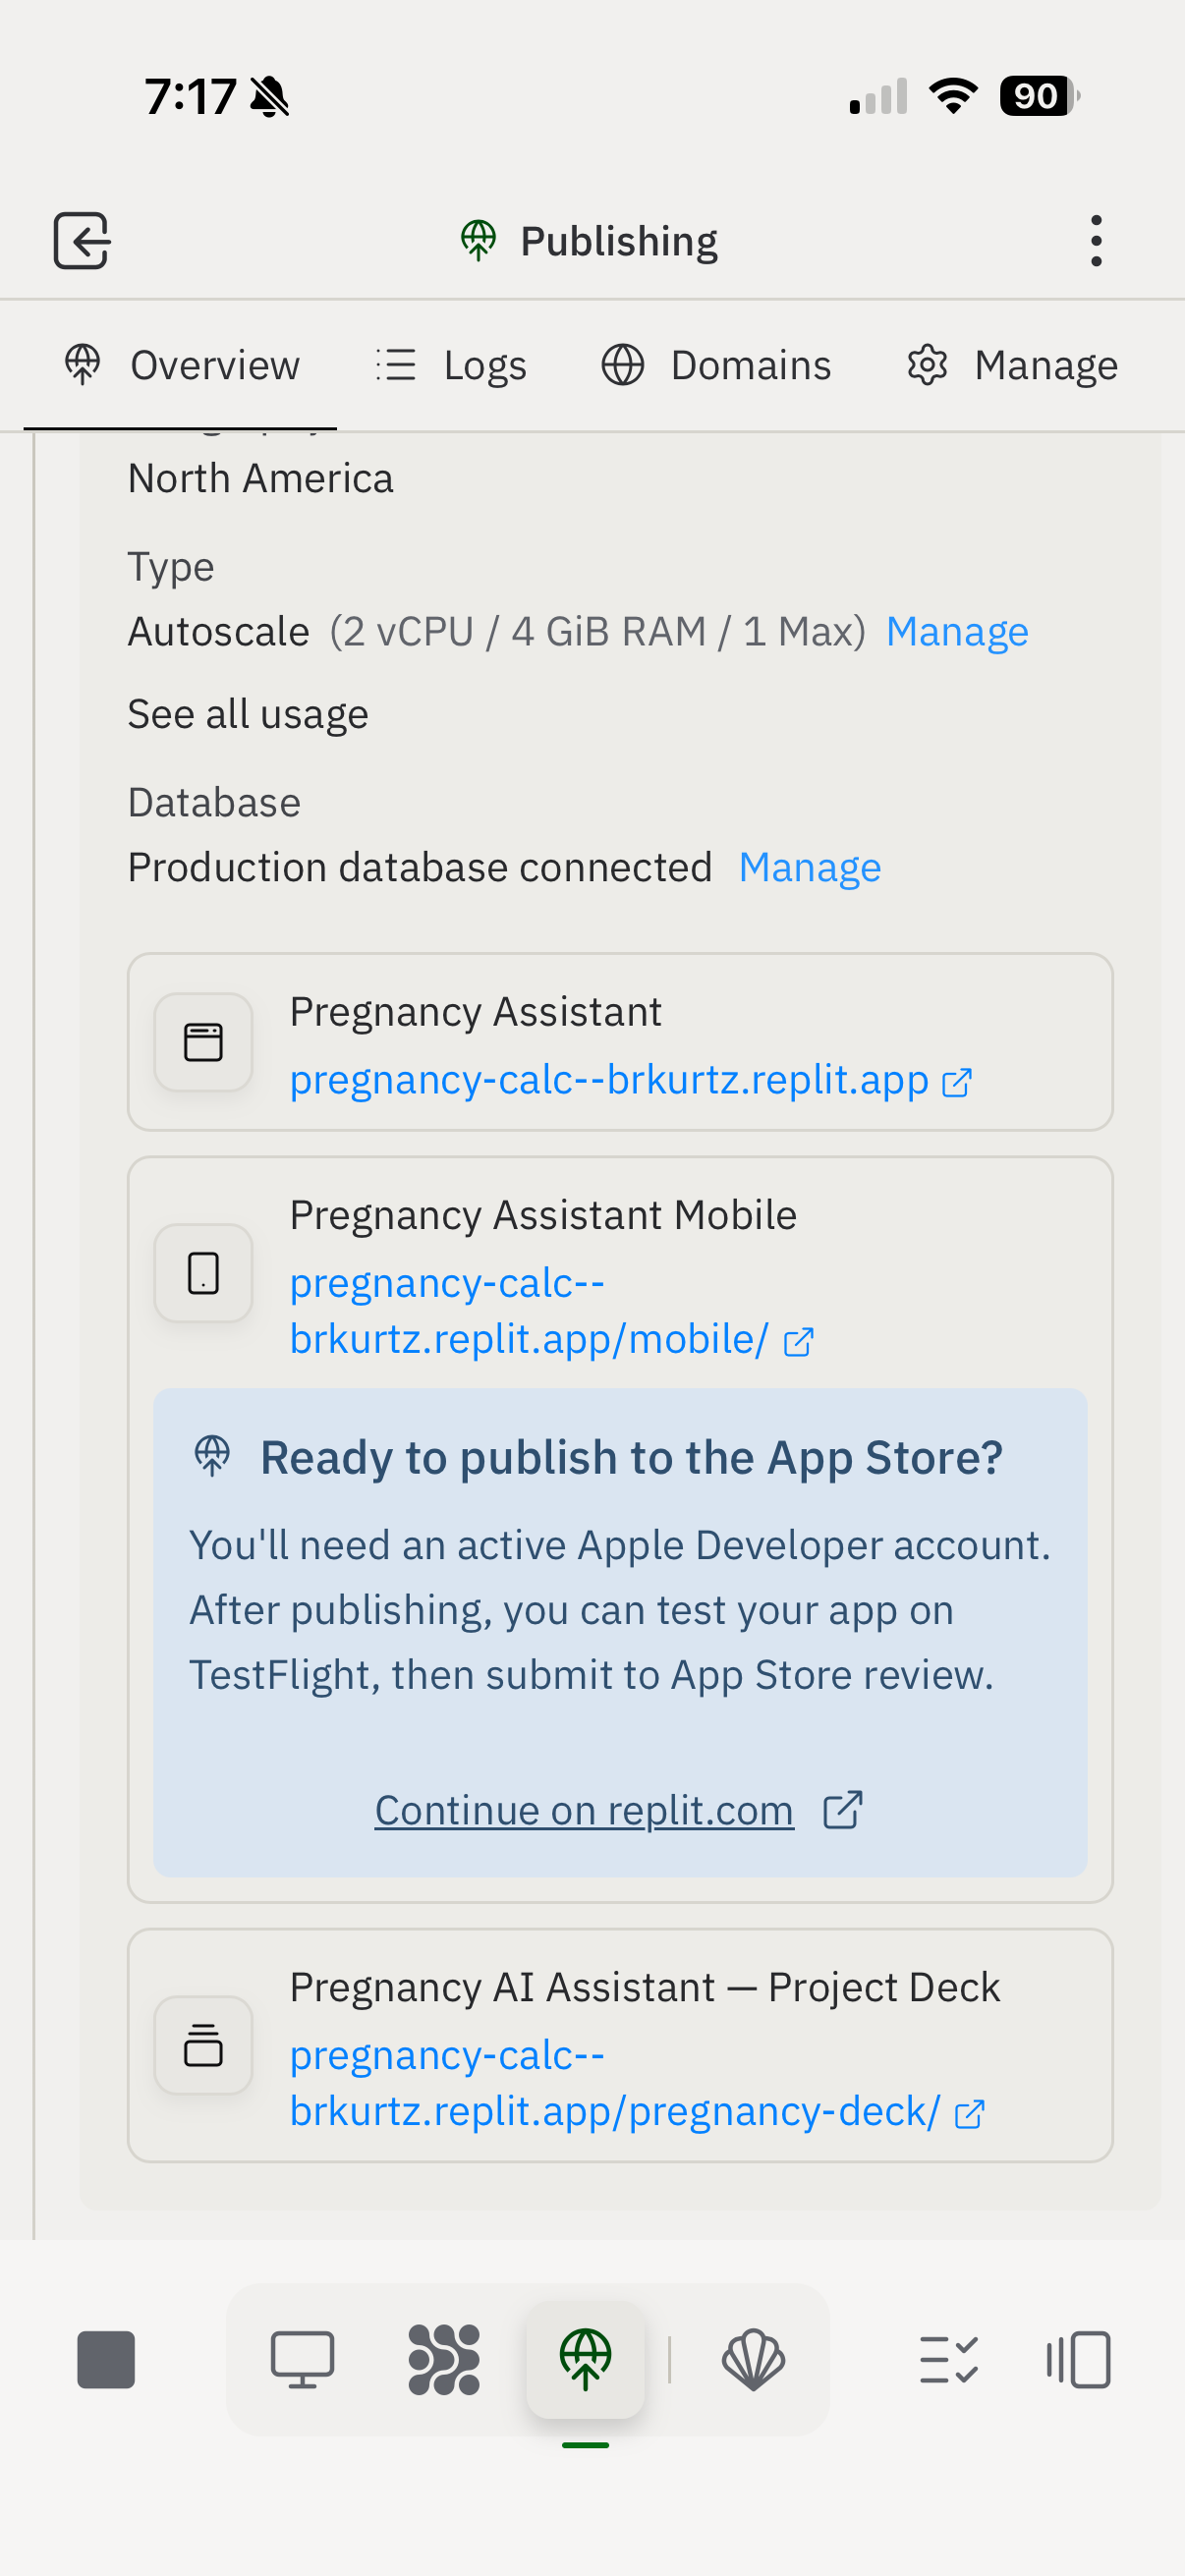 7:17
90
Publishing
Overview
Logs
Domains
Manage
North America
Type
Autoscale (2 vCPU / 4 GiB RAM / 1 Max) Manage
See all usage
Database
Production database connected Manage
Pregnancy Assistant
pregnancy-calc--brkurtz.replit.app
Pregnancy Assistant Mobile
pregnancy-calc--
brkurtz.replit.app/mobile/
Ready to publish to the App Store?
You'll need an active Apple Developer account.
After publishing, you can test your app on
TestFlight, then submit to App Store review.
Continue on replit.com
Pregnancy AI Assistant — Project Deck
pregnancy-calc--
brkurtz.replit.app/pregnancy-deck/